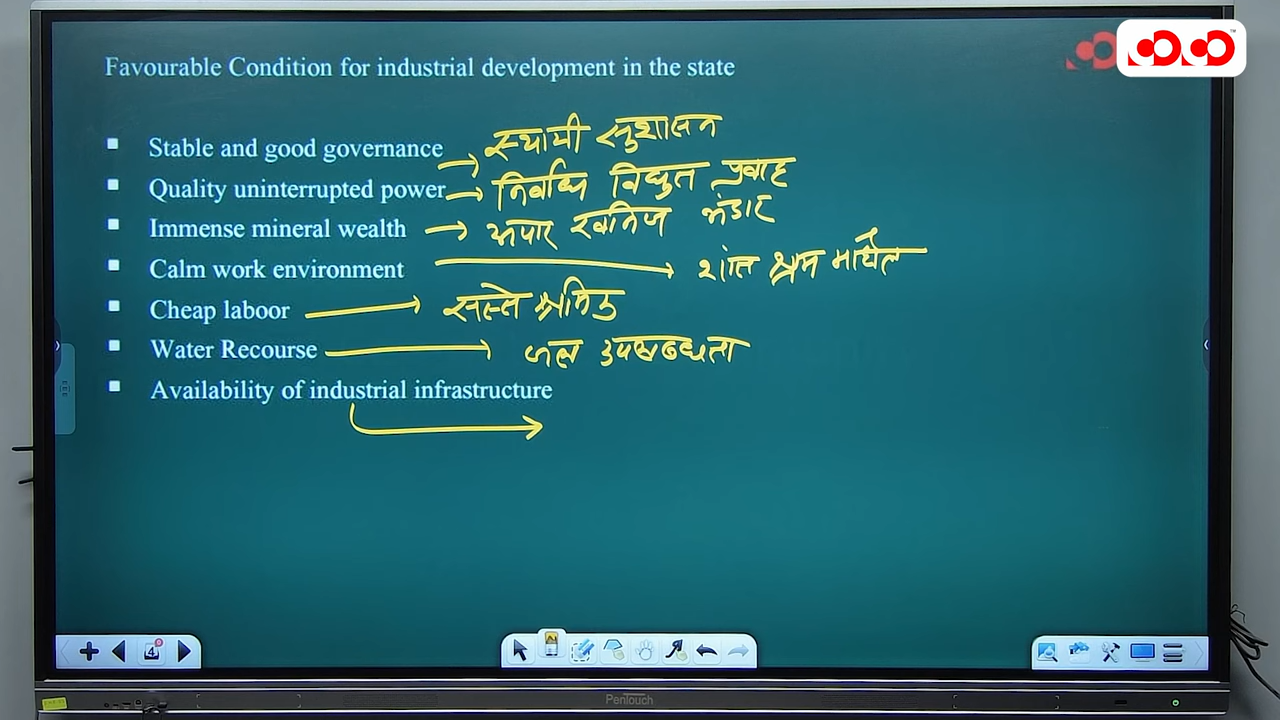 Favourable Condition for industrial development in the state
▪ Stable and good governance → स्थायी सुशासन
▪ Quality uninterrupted power → निर्बाध विद्युत प्रवाह
▪ Immense mineral wealth → अपार खनिज भंडार
▪ Calm work environment → शांत श्रम माहौल
▪ Cheap laboor → सस्ते श्रमिक
▪ Water Recourse → जल उपलब्धता
▪ Availability of industrial infrastructure
4
Pentouch